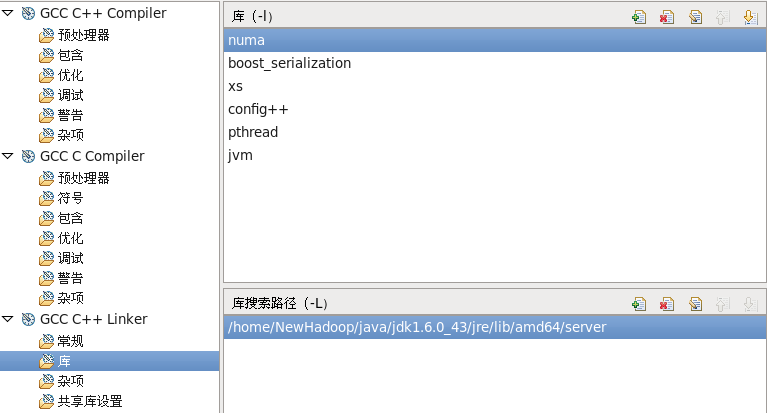 GCC C++ Compiler
预处理器
包含
优化
调试
警告
杂项
GCC C Compiler
预处理器
符号
包含
优化
调试
警告
杂项
GCC C++ Linker
常规
库
杂项
共享库设置
库（-l）
numa
boost_serialization
xs
config++
pthread
jvm
库搜索路径（-L）
/home/NewHadoop/java/jdk1.6.0_43/jre/lib/amd64/server